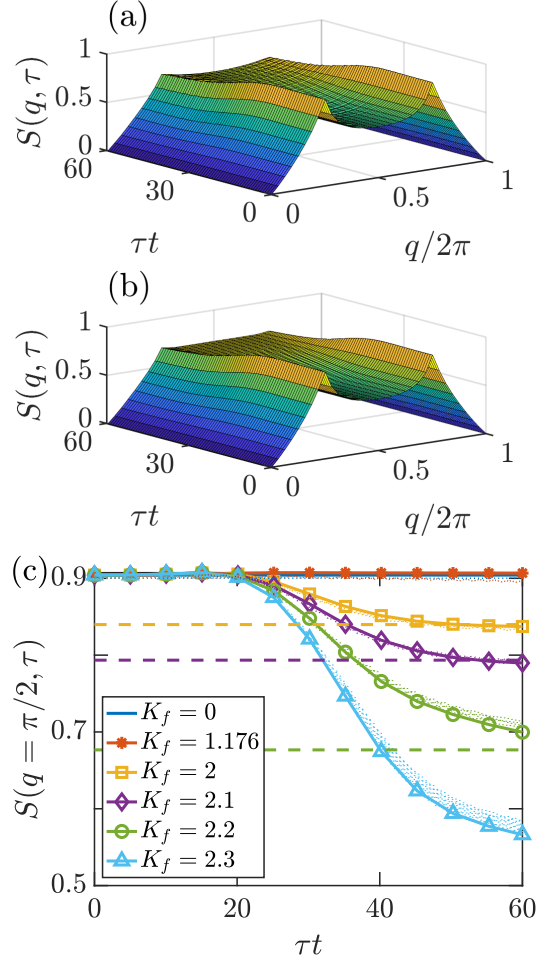 (a)
S(q, τ)
1
0.5
0
60
30
0
τt
0
0.5
1
q/2π
(b)
S(q, τ)
1
0.5
0
60
30
0
τt
0
0.5
1
q/2π
(c)
S(q = π/2, τ)
0.9
0.7
0.5
K_f = 0
K_f = 1.176
K_f = 2
K_f = 2.1
K_f = 2.2
K_f = 2.3
0 20 40 60
τt